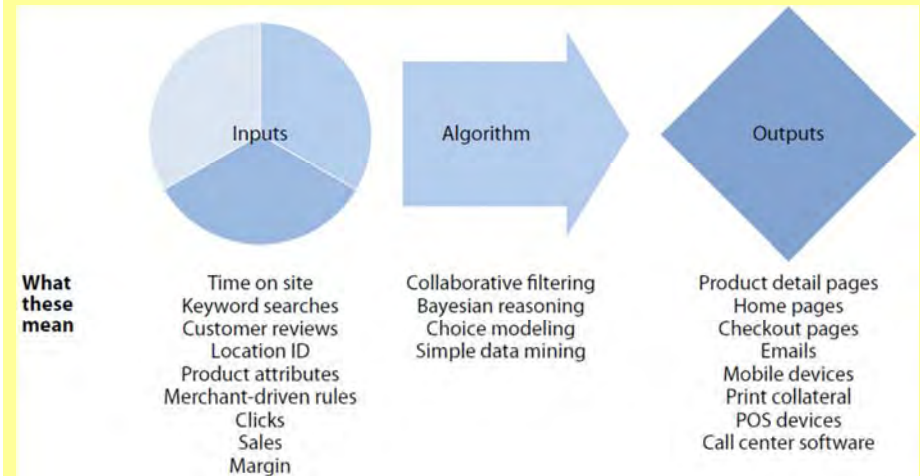 Inputs
Algorithm
Outputs
What
these
mean
Time on site
Keyword searches
Customer reviews
Location ID
Product attributes
Merchant-driven rules
Clicks
Sales
Margin
Collaborative filtering
Bayesian reasoning
Choice modeling
Simple data mining
Product detail pages
Home pages
Checkout pages
Emails
Mobile devices
Print collateral
POS devices
Call center software